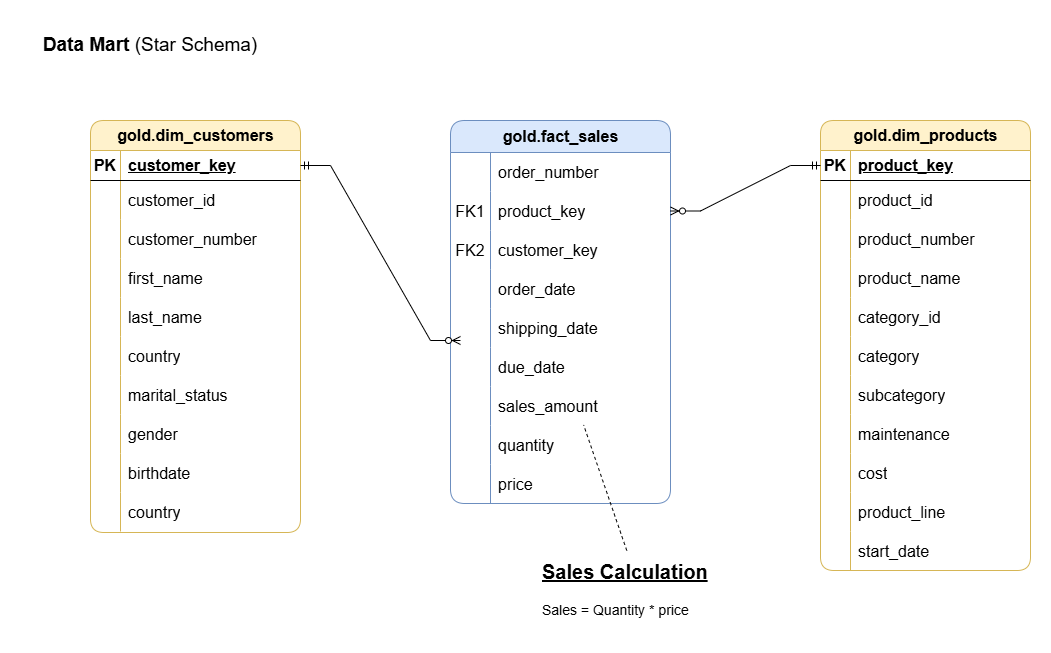 Data Mart (Star Schema)
gold.dim_customers
PK customer_key
customer_id
customer_number
first_name
last_name
country
marital_status
gender
birthdate
country
gold.fact_sales
order_number
FK1 product_key
FK2 customer_key
order_date
shipping_date
due_date
sales_amount
quantity
price
Sales Calculation
Sales = Quantity * price
gold.dim_products
PK product_key
product_id
product_number
product_name
category_id
category
subcategory
maintenance
cost
product_line
start_date